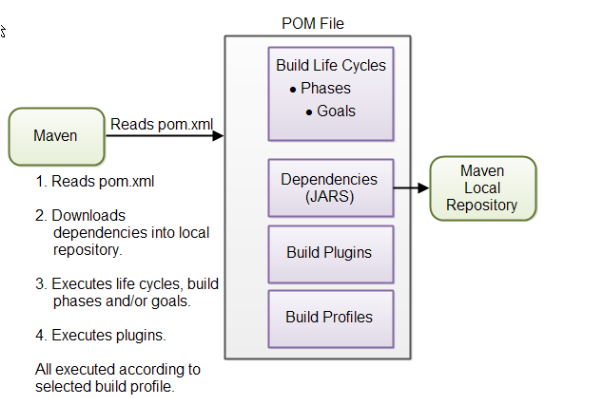 POM File
Build Life Cycles
• Phases
• Goals
Maven
Reads pom.xml
1. Reads pom.xml
2. Downloads
dependencies into local
repository.
3. Executes life cycles, build
phases and/or goals.
4. Executes plugins.
All executed according to
selected build profile.
Dependencies
(JARS)
Maven
Local
Repository
Build Plugins
Build Profiles